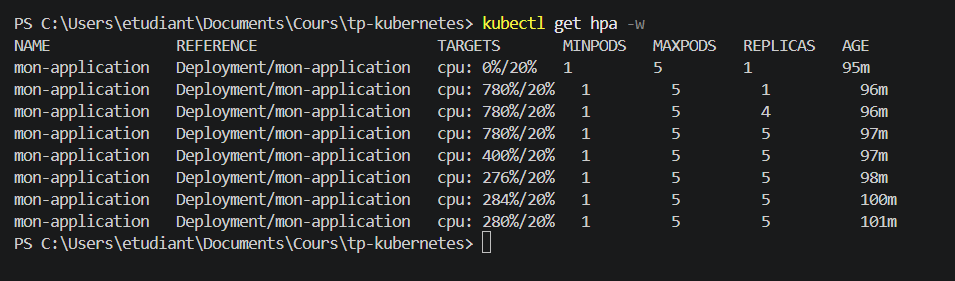 PS C:\Users\etudiant\Documents\Cours\tp-kubernetes> kubectl get hpa -w
NAME REFERENCE TARGETS MINPODS MAXPODS REPLICAS AGE
mon-application Deployment/mon-application cpu: 0%/20% 1 5 1 95m
mon-application Deployment/mon-application cpu: 780%/20% 1 5 1 96m
mon-application Deployment/mon-application cpu: 780%/20% 1 5 4 96m
mon-application Deployment/mon-application cpu: 780%/20% 1 5 5 97m
mon-application Deployment/mon-application cpu: 400%/20% 1 5 5 97m
mon-application Deployment/mon-application cpu: 276%/20% 1 5 5 98m
mon-application Deployment/mon-application cpu: 284%/20% 1 5 5 100m
mon-application Deployment/mon-application cpu: 280%/20% 1 5 5 101m
PS C:\Users\etudiant\Documents\Cours\tp-kubernetes>